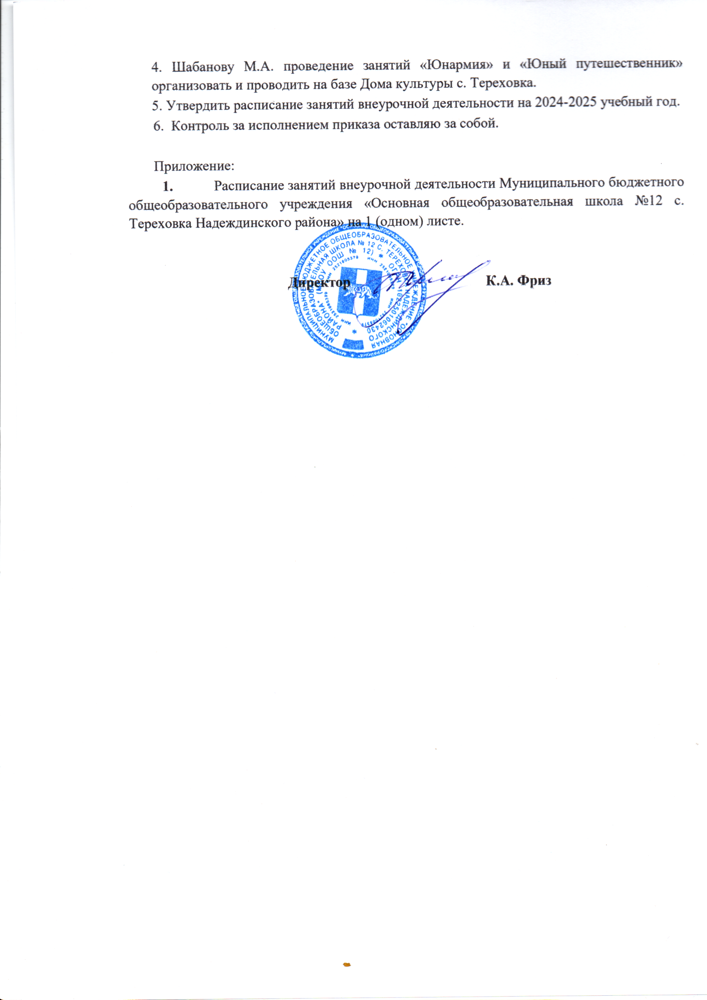 4. Шабанову М.А. проведение занятий «Юнармия» и «Юный путешественник»
организовать и проводить на базе Дома культуры с. Тереховка.
5. Утвердить расписание занятий внеурочной деятельности на 2024-2025 учебный год.
6. Контроль за исполнением приказа оставляю за собой.
Приложение:
1. Расписание занятий внеурочной деятельности Муниципального бюджетного
общеобразовательного учреждения «Основная общеобразовательная школа №12 с.
Тереховка Надеждинского района» на 1 (одном) листе.
Директор К.А. Фриз
МУНИЦИПАЛЬНОЕ БЮДЖЕТНОЕ ОБЩЕОБРАЗОВАТЕЛЬНОЕ УЧРЕЖДЕНИЕ "ОСНОВНАЯ
ОБЩЕОБРАЗОВАТЕЛЬНАЯ ШКОЛА № 12 С. ТЕРЕХОВКА НАДЕЖДИНСКОГО
РАЙОНА" (МБОУ ООШ № 12) * ОГРН 1022501062430
ИНН 2521005379